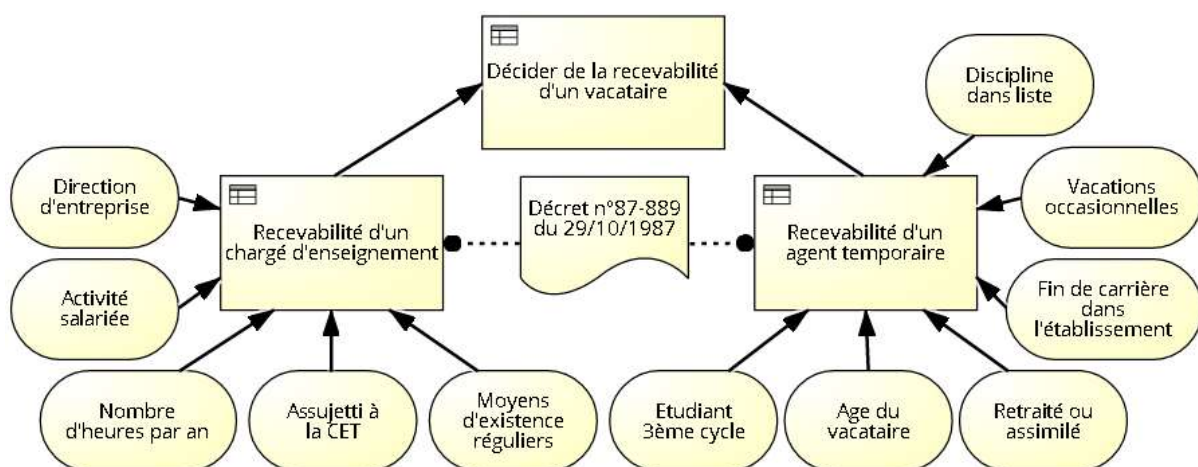 Décider de la recevabilité
d'un vacataire
Discipline
dans liste
Direction
d'entreprise
Recevabilité d'un
chargé d'enseignement
Décret n°87-889
du 29/10/1987
Recevabilité d'un
agent temporaire
Vacations
occasionnelles
Activité
salariée
Fin de carrière
dans
l'établissement
Nombre
d'heures par an
Assujetti à
la CET
Moyens
d'existence
réguliers
Etudiant
3ème cycle
Age du
vacataire
Retraité ou
assimilé